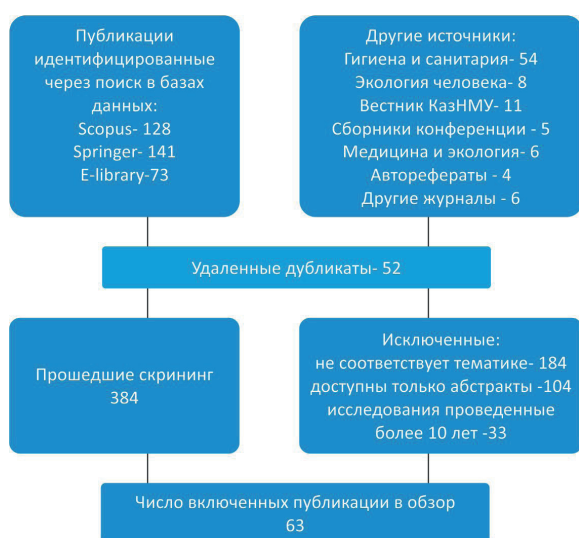 Публикации
идентифицированные
через поиск в базах
данных:
Scopus- 128
Springer- 141
E-library-73
Другие источники:
Гигиена и санитария- 54
Экология человека- 8
Вестник КазНМУ- 11
Сборники конференции - 5
Медицина и экология- 6
Авторефераты - 4
Другие журналы - 6
Удаленные дубликаты- 52
Прошедшие скрининг
384
Исключенные:
не соответствует тематике- 184
доступны только абстракты -104
исследования проведенные
более 10 лет -33
Число включенных публикации в обзор
63